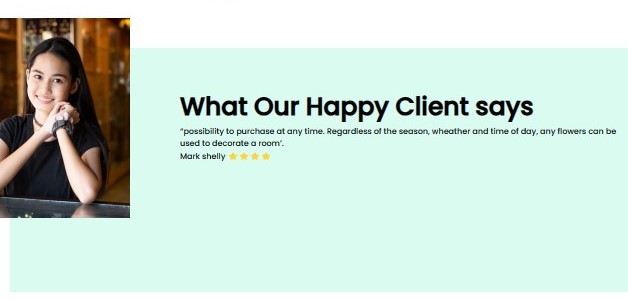 What Our Happy Client says
“possibility to purchase at any time. Regardless of the season, wheather and time of day, any flowers can be
used to decorate a room’.
Mark shelly